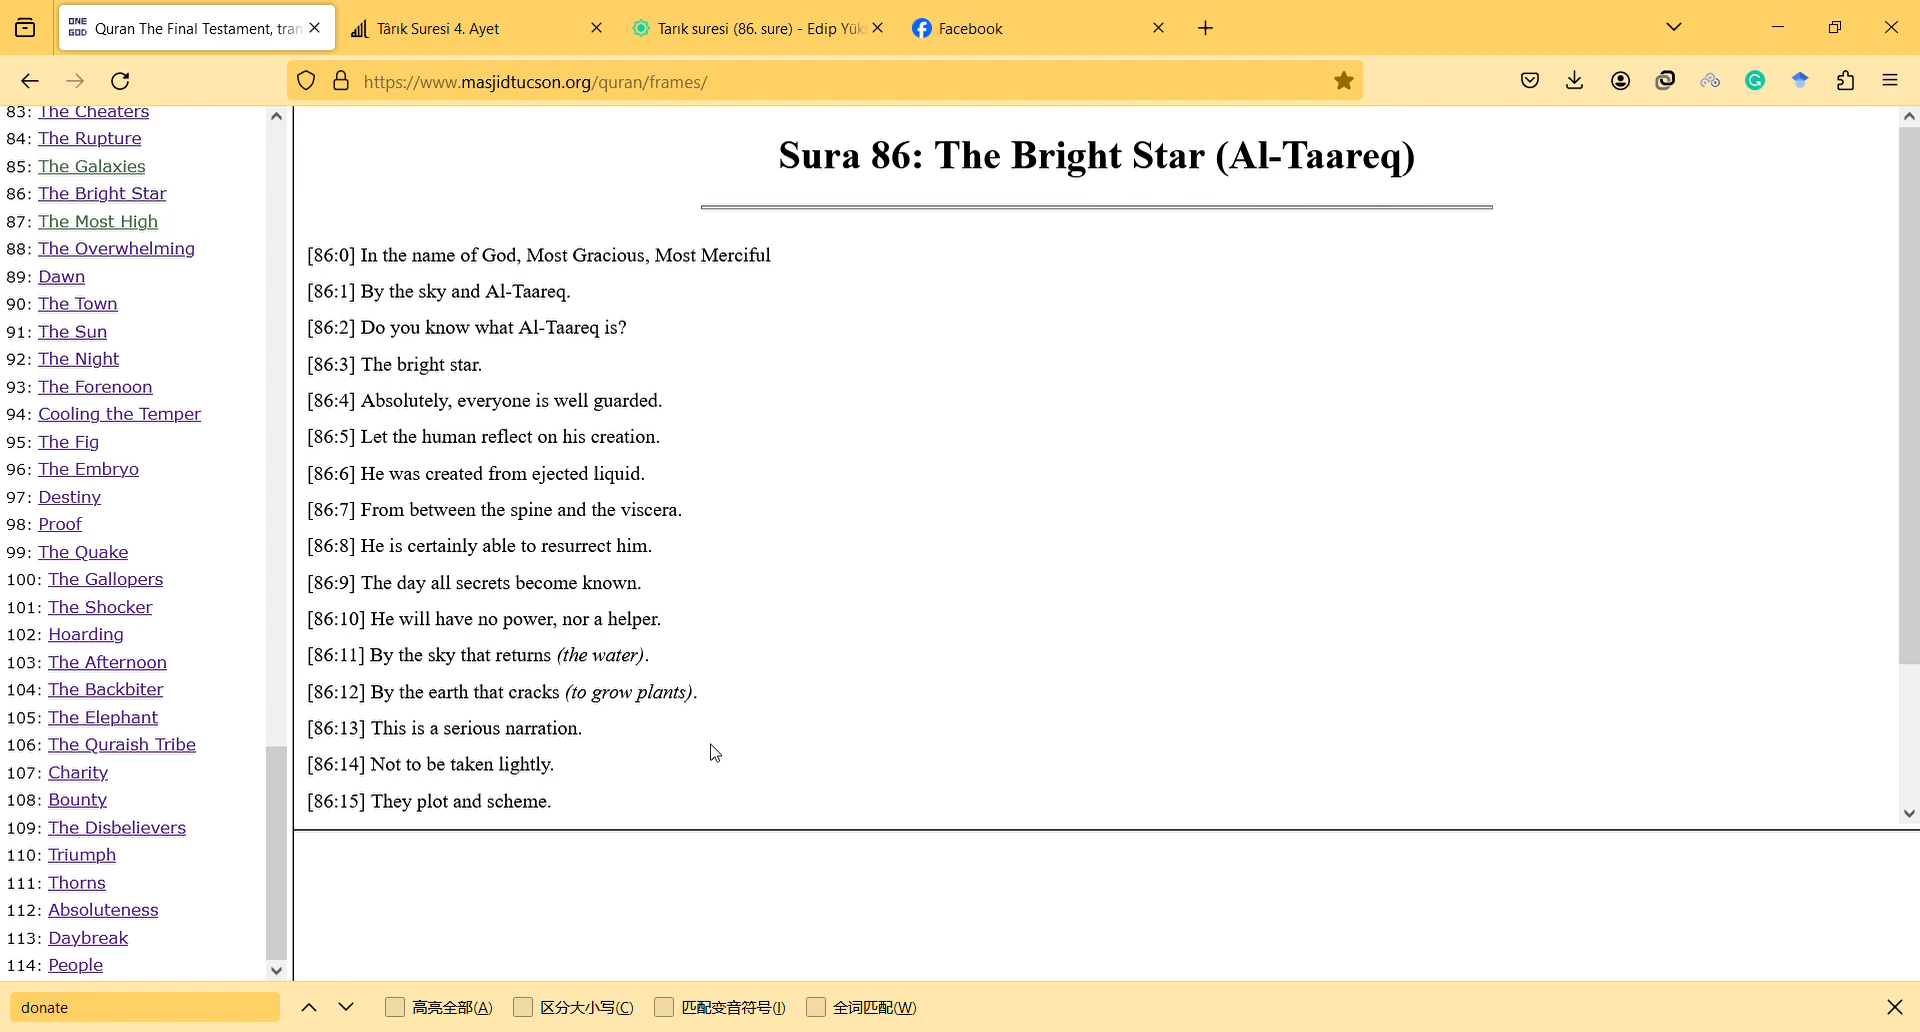 ONE GOD Quran The Final Testament, tran
Târık Suresi 4. Ayet
Tarık suresi (86. sure) - Edip Yük
Facebook
https://www.masjidtucson.org/quran/frames/
83: The Cheaters
84: The Rupture
85: The Galaxies
86: The Bright Star
87: The Most High
88: The Overwhelming
89: Dawn
90: The Town
91: The Sun
92: The Night
93: The Forenoon
94: Cooling the Temper
95: The Fig
96: The Embryo
97: Destiny
98: Proof
99: The Quake
100: The Gallopers
101: The Shocker
102: Hoarding
103: The Afternoon
104: The Backbiter
105: The Elephant
106: The Quraish Tribe
107: Charity
108: Bounty
109: The Disbelievers
110: Triumph
111: Thorns
112: Absoluteness
113: Daybreak
114: People
Sura 86: The Bright Star (Al-Taareq)
[86:0] In the name of God, Most Gracious, Most Merciful
[86:1] By the sky and Al-Taareq.
[86:2] Do you know what Al-Taareq is?
[86:3] The bright star.
[86:4] Absolutely, everyone is well guarded.
[86:5] Let the human reflect on his creation.
[86:6] He was created from ejected liquid.
[86:7] From between the spine and the viscera.
[86:8] He is certainly able to resurrect him.
[86:9] The day all secrets become known.
[86:10] He will have no power, nor a helper.
[86:11] By the sky that returns (the water).
[86:12] By the earth that cracks (to grow plants).
[86:13] This is a serious narration.
[86:14] Not to be taken lightly.
[86:15] They plot and scheme.
donate
高亮全部(A)
区分大小写(C)
匹配变音符号(I)
全词匹配(W)